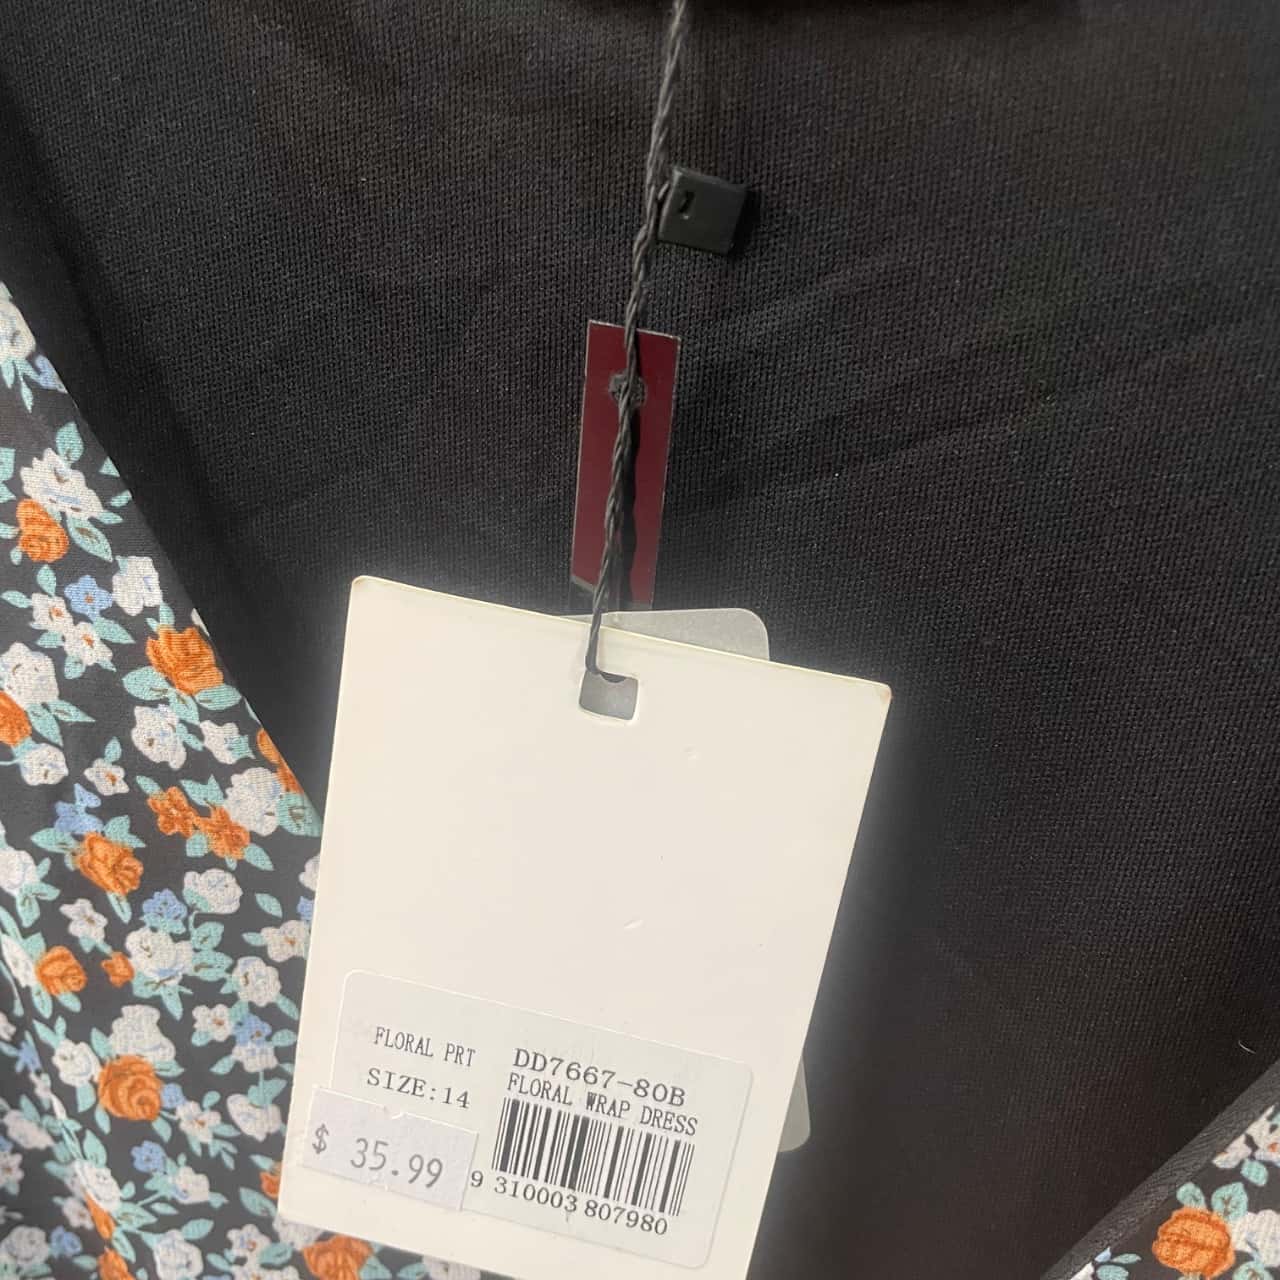 FLORAL PRT
SIZE:14
$ 35.99
DD7667-80B
FLORAL WRAP DRESS
9 310003 807980